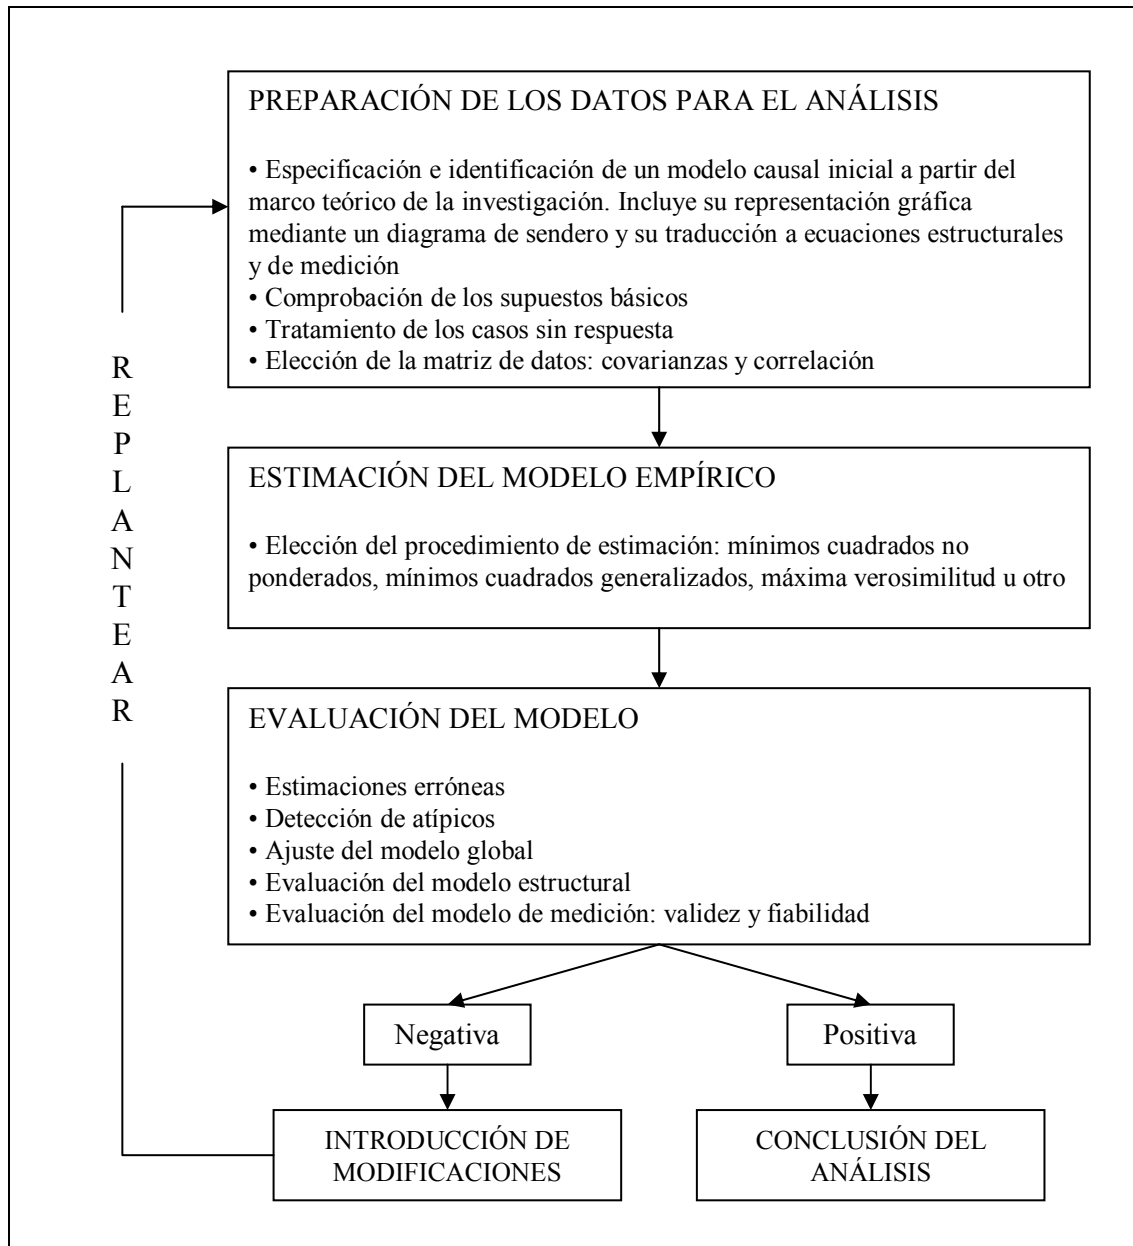 PREPARACIÓN DE LOS DATOS PARA EL ANÁLISIS
• Especificación e identificación de un modelo causal inicial a partir del
marco teórico de la investigación. Incluye su representación gráfica
mediante un diagrama de sendero y su traducción a ecuaciones estructurales
y de medición
• Comprobación de los supuestos básicos
• Tratamiento de los casos sin respuesta
• Elección de la matriz de datos: covarianzas y correlación
REPLANTEAR
ESTIMACIÓN DEL MODELO EMPÍRICO
• Elección del procedimiento de estimación: mínimos cuadrados no
ponderados, mínimos cuadrados generalizados, máxima verosimilitud u otro
EVALUACIÓN DEL MODELO
• Estimaciones erróneas
• Detección de atípicos
• Ajuste del modelo global
• Evaluación del modelo estructural
• Evaluación del modelo de medición: validez y fiabilidad
Negativa
Positiva
INTRODUCCIÓN DE
MODIFICACIONES
CONCLUSIÓN DEL
ANÁLISIS